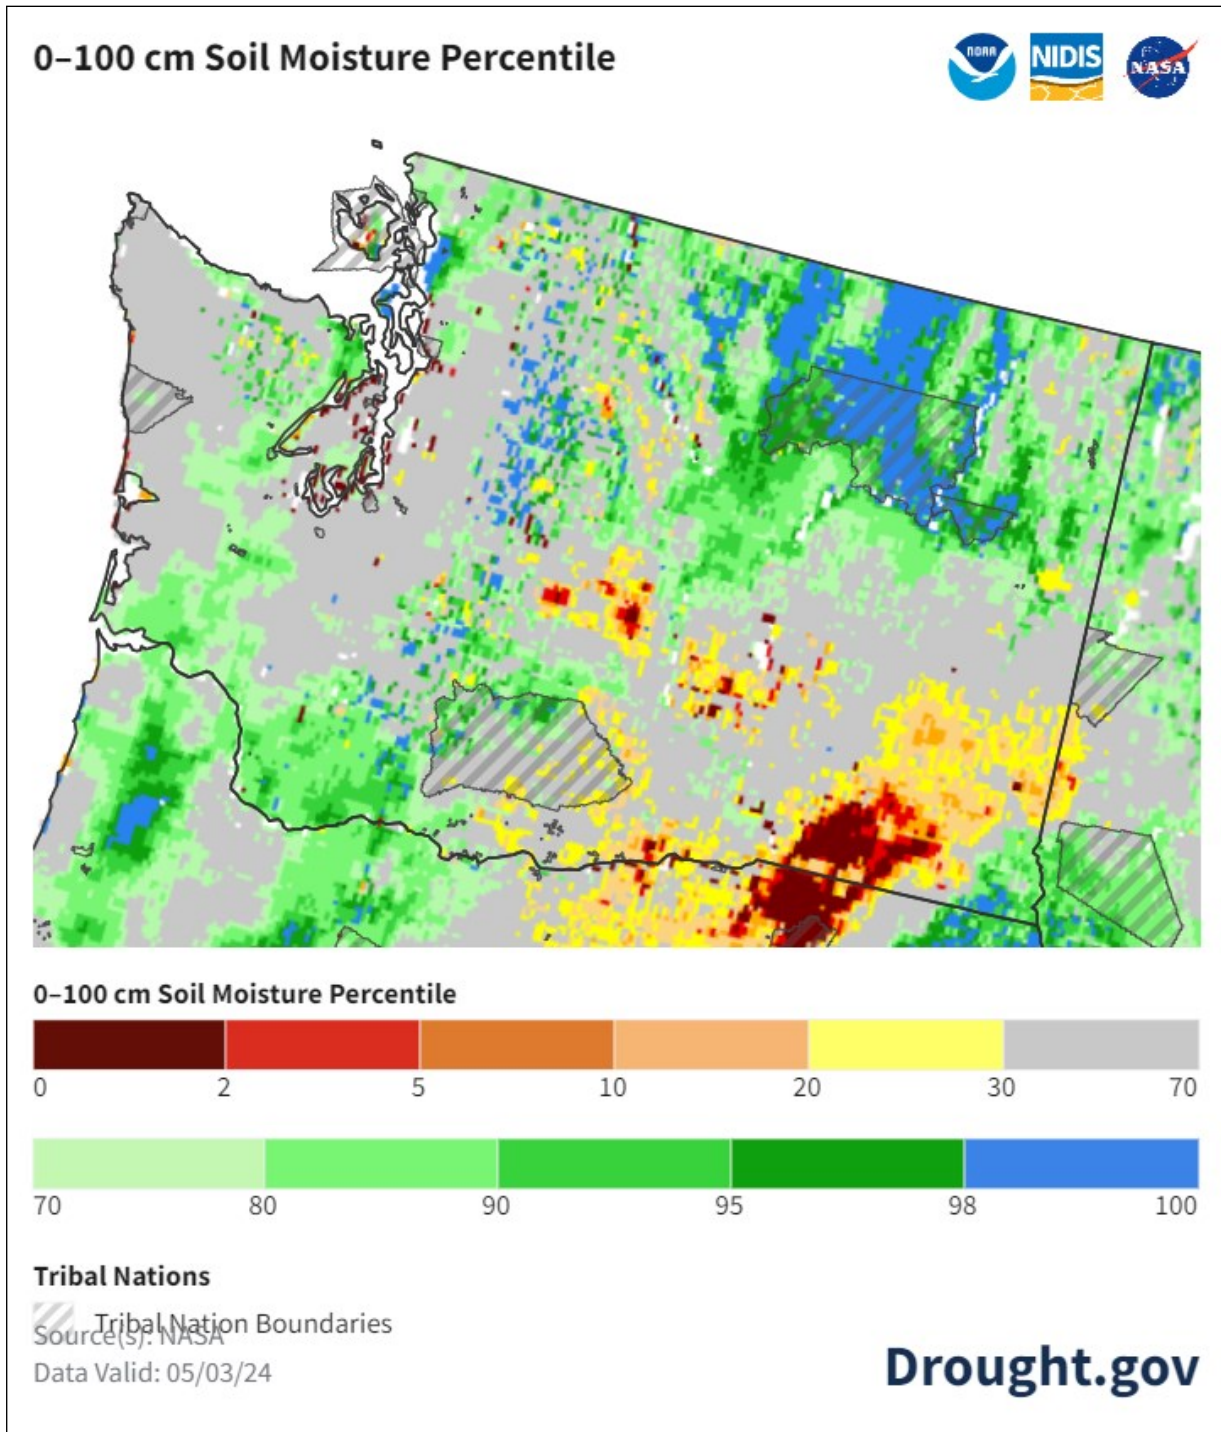 0–100 cm Soil Moisture Percentile
NOAA
NIDIS
NASA
0–100 cm Soil Moisture Percentile
0 2 5 10 20 30 70
70 80 90 95 98 100
Tribal Nations
Tribal Nation Boundaries
Source(s): NASA
Data Valid: 05/03/24
Drought.gov